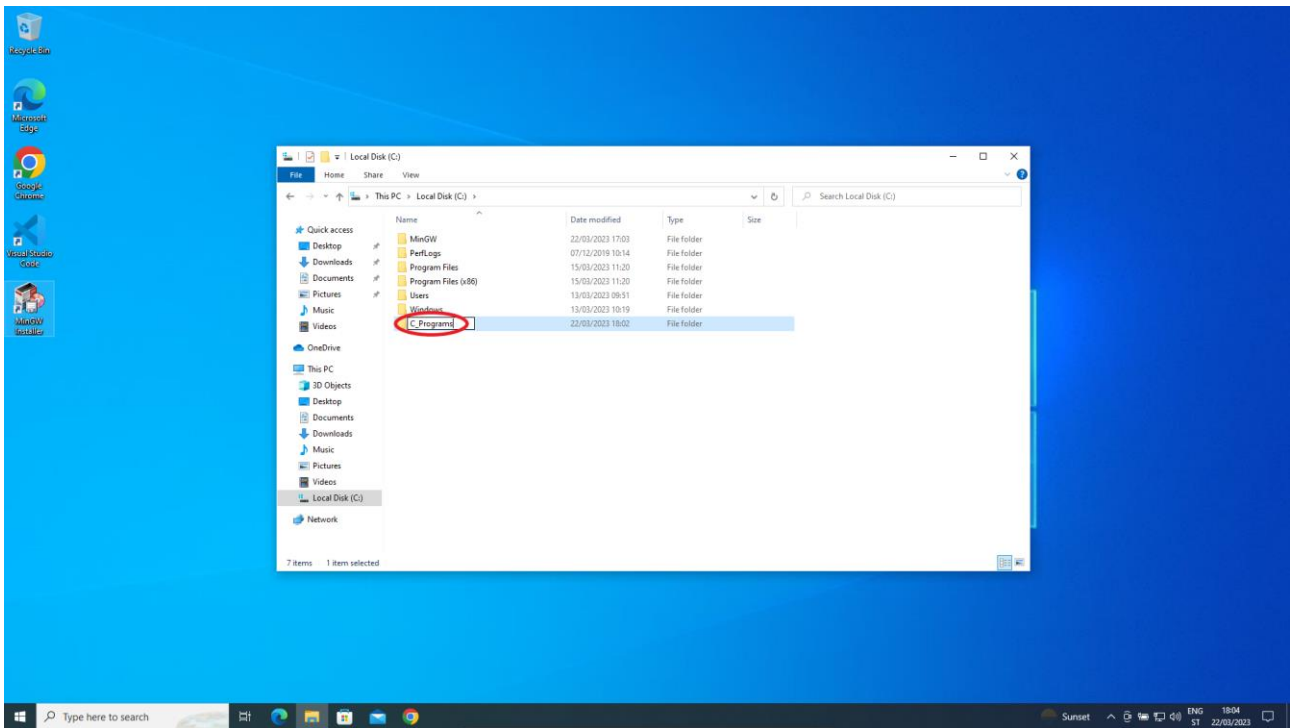 Recycle Bin
Microsoft
Edge
Google
Chrome
Visual Studio
Code
MinGW
Installer
Local Disk (C:)
File Home Share View
This PC > Local Disk (C:) >
Search Local Disk (C:)
Name Date modified Type Size
Quick access
Desktop
Downloads
Documents
Pictures
Music
Videos
OneDrive
This PC
3D Objects
Desktop
Documents
Downloads
Music
Pictures
Videos
Local Disk (C:)
Network
MinGW 22/03/2023 17:03 File folder
PerfLogs 07/12/2019 10:14 File folder
Program Files 15/03/2023 11:20 File folder
Program Files (x86) 15/03/2023 11:20 File folder
Users 13/03/2023 09:51 File folder
Windows 13/03/2023 10:19 File folder
C_Programs 22/03/2023 18:02 File folder
7 items 1 item selected
Type here to search
Sunset
ENG
ST
18:04
22/03/2023